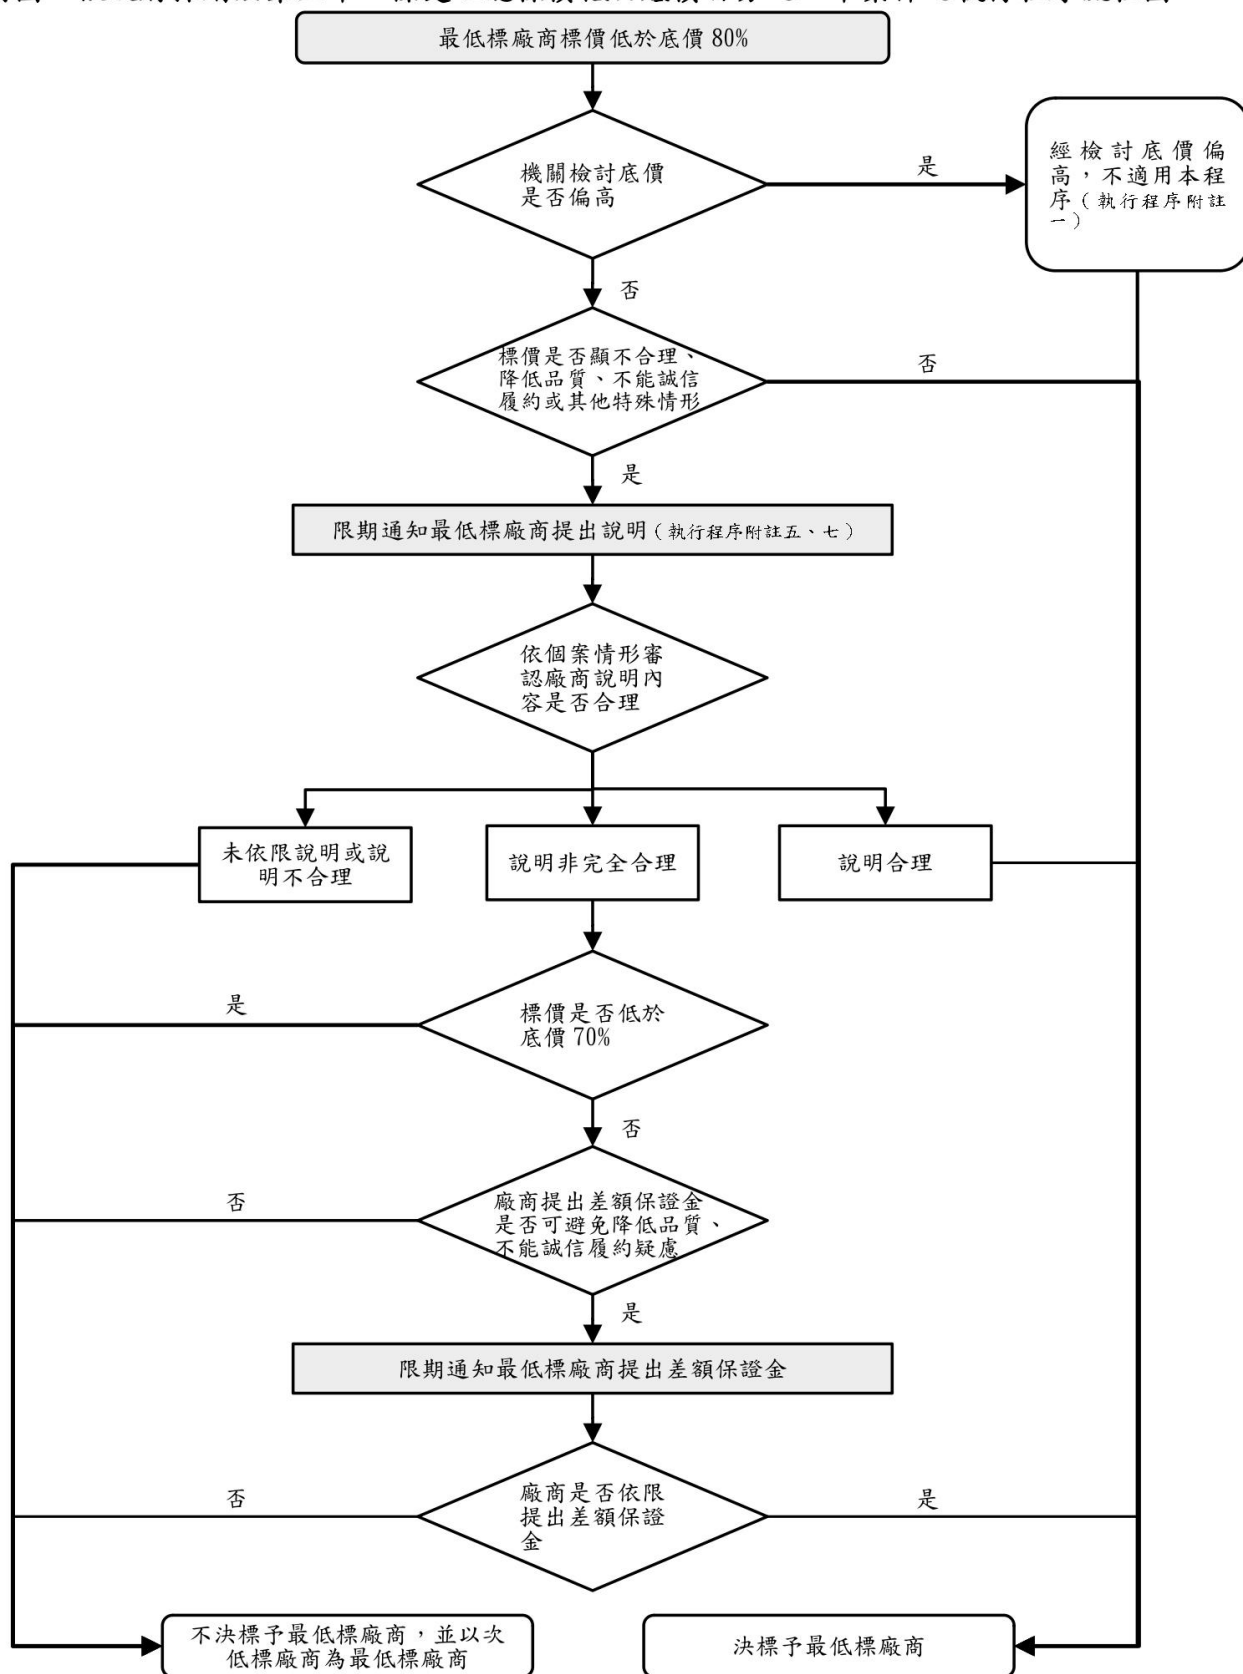 最低標廠商標價低於底價 80%
機關檢討底價
是否偏高
是
經檢討底價偏
高，不適用本程
序（執行程序附註
一）
否
標價是否顯不合理、
降低品質、不能誠信
履約或其他特殊情形
否
是
限期通知最低標廠商提出說明（執行程序附註五、七）
依個案情形審
認廠商說明內
容是否合理
未依限說明或說
明不合理
說明非完全合理
說明合理
是
標價是否低於
底價 70%
否
否
廠商提出差額保證金
是否可避免降低品質、
不能誠信履約疑慮
是
限期通知最低標廠商提出差額保證金
否
廠商是否依限
提出差額保證
金
是
不決標予最低標廠商，並以次
低標廠商為最低標廠商
決標予最低標廠商